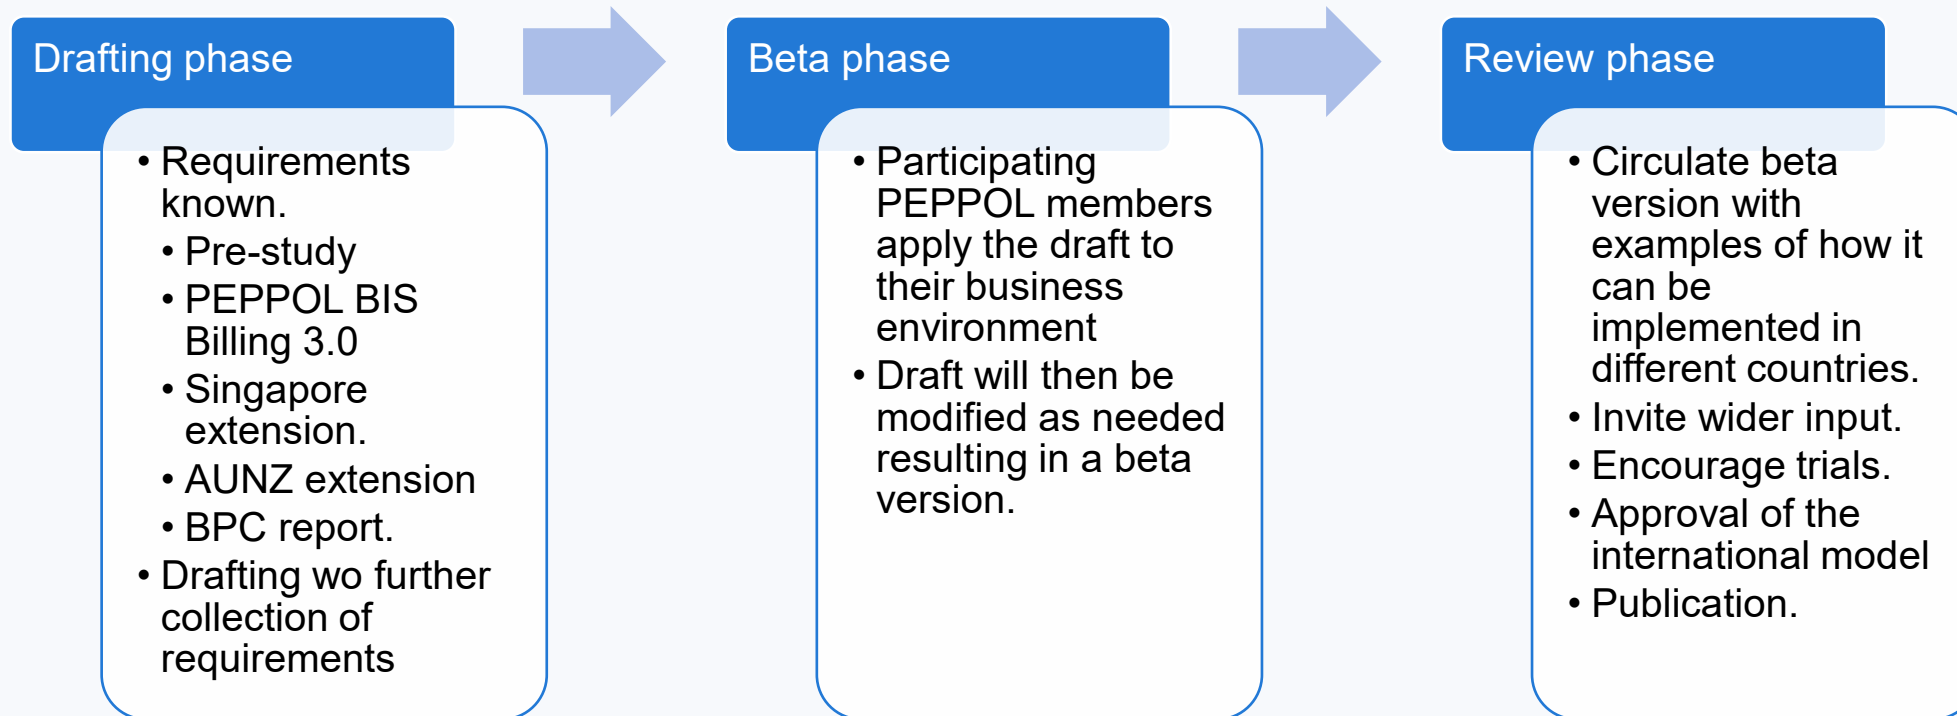 Drafting phase
• Requirements
known.
• Pre-study
• PEPPOL BIS
Billing 3.0
• Singapore
extension.
• AUNZ extension
• BPC report.
• Drafting wo further
collection of
requirements
Beta phase
• Participating
PEPPOL members
apply the draft to
their business
environment
• Draft will then be
modified as needed
resulting in a beta
version.
Review phase
• Circulate beta
version with
examples of how it
can be
implemented in
different countries.
• Invite wider input.
• Encourage trials.
• Approval of the
international model
• Publication.